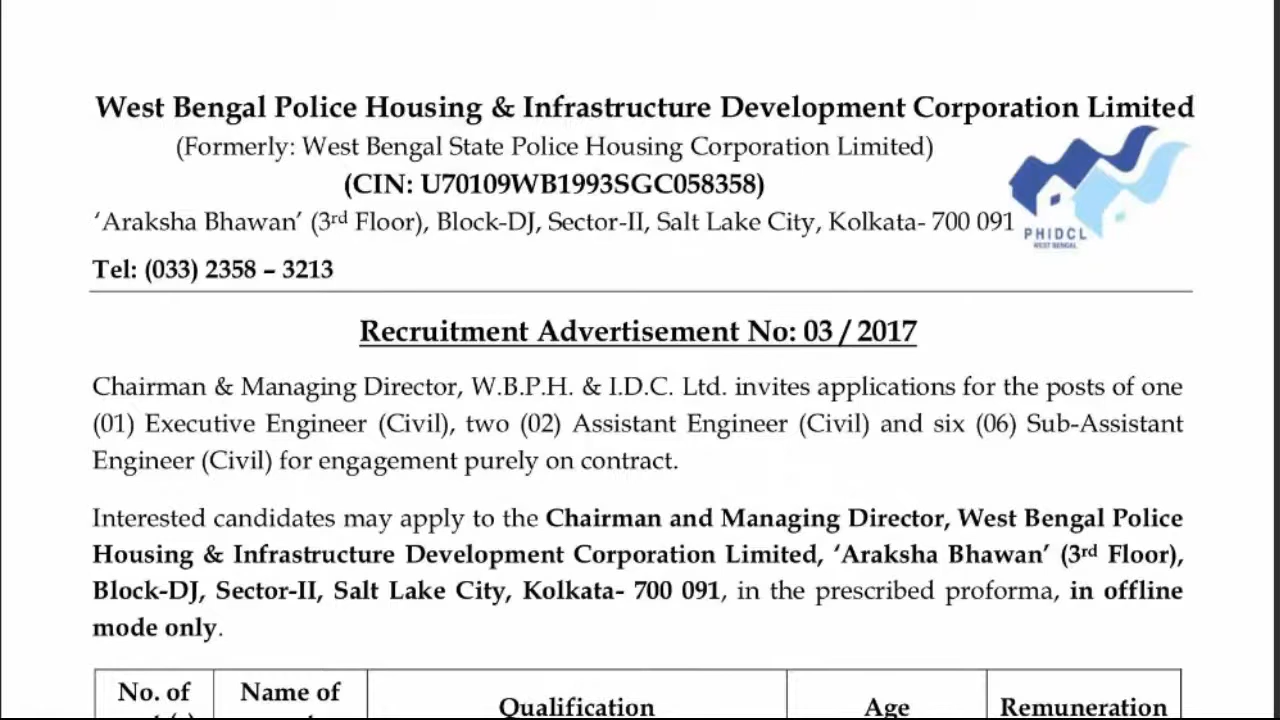 West Bengal Police Housing & Infrastructure Development Corporation Limited
(Formerly: West Bengal State Police Housing Corporation Limited)
(CIN: U70109WB1993SGC058358)
‘Araksha Bhawan’ (3rd Floor), Block-DJ, Sector-II, Salt Lake City, Kolkata- 700 091
PHIDCL
WEST BENGAL
Tel: (033) 2358 – 3213
Recruitment Advertisement No: 03 / 2017
Chairman & Managing Director, W.B.P.H. & I.D.C. Ltd. invites applications for the posts of one
(01) Executive Engineer (Civil), two (02) Assistant Engineer (Civil) and six (06) Sub-Assistant
Engineer (Civil) for engagement purely on contract.
Interested candidates may apply to the Chairman and Managing Director, West Bengal Police
Housing & Infrastructure Development Corporation Limited, ‘Araksha Bhawan’ (3rd Floor),
Block-DJ, Sector-II, Salt Lake City, Kolkata- 700 091, in the prescribed proforma, in offline
mode only.
No. of
Name of
Qualification
Age
Remuneration